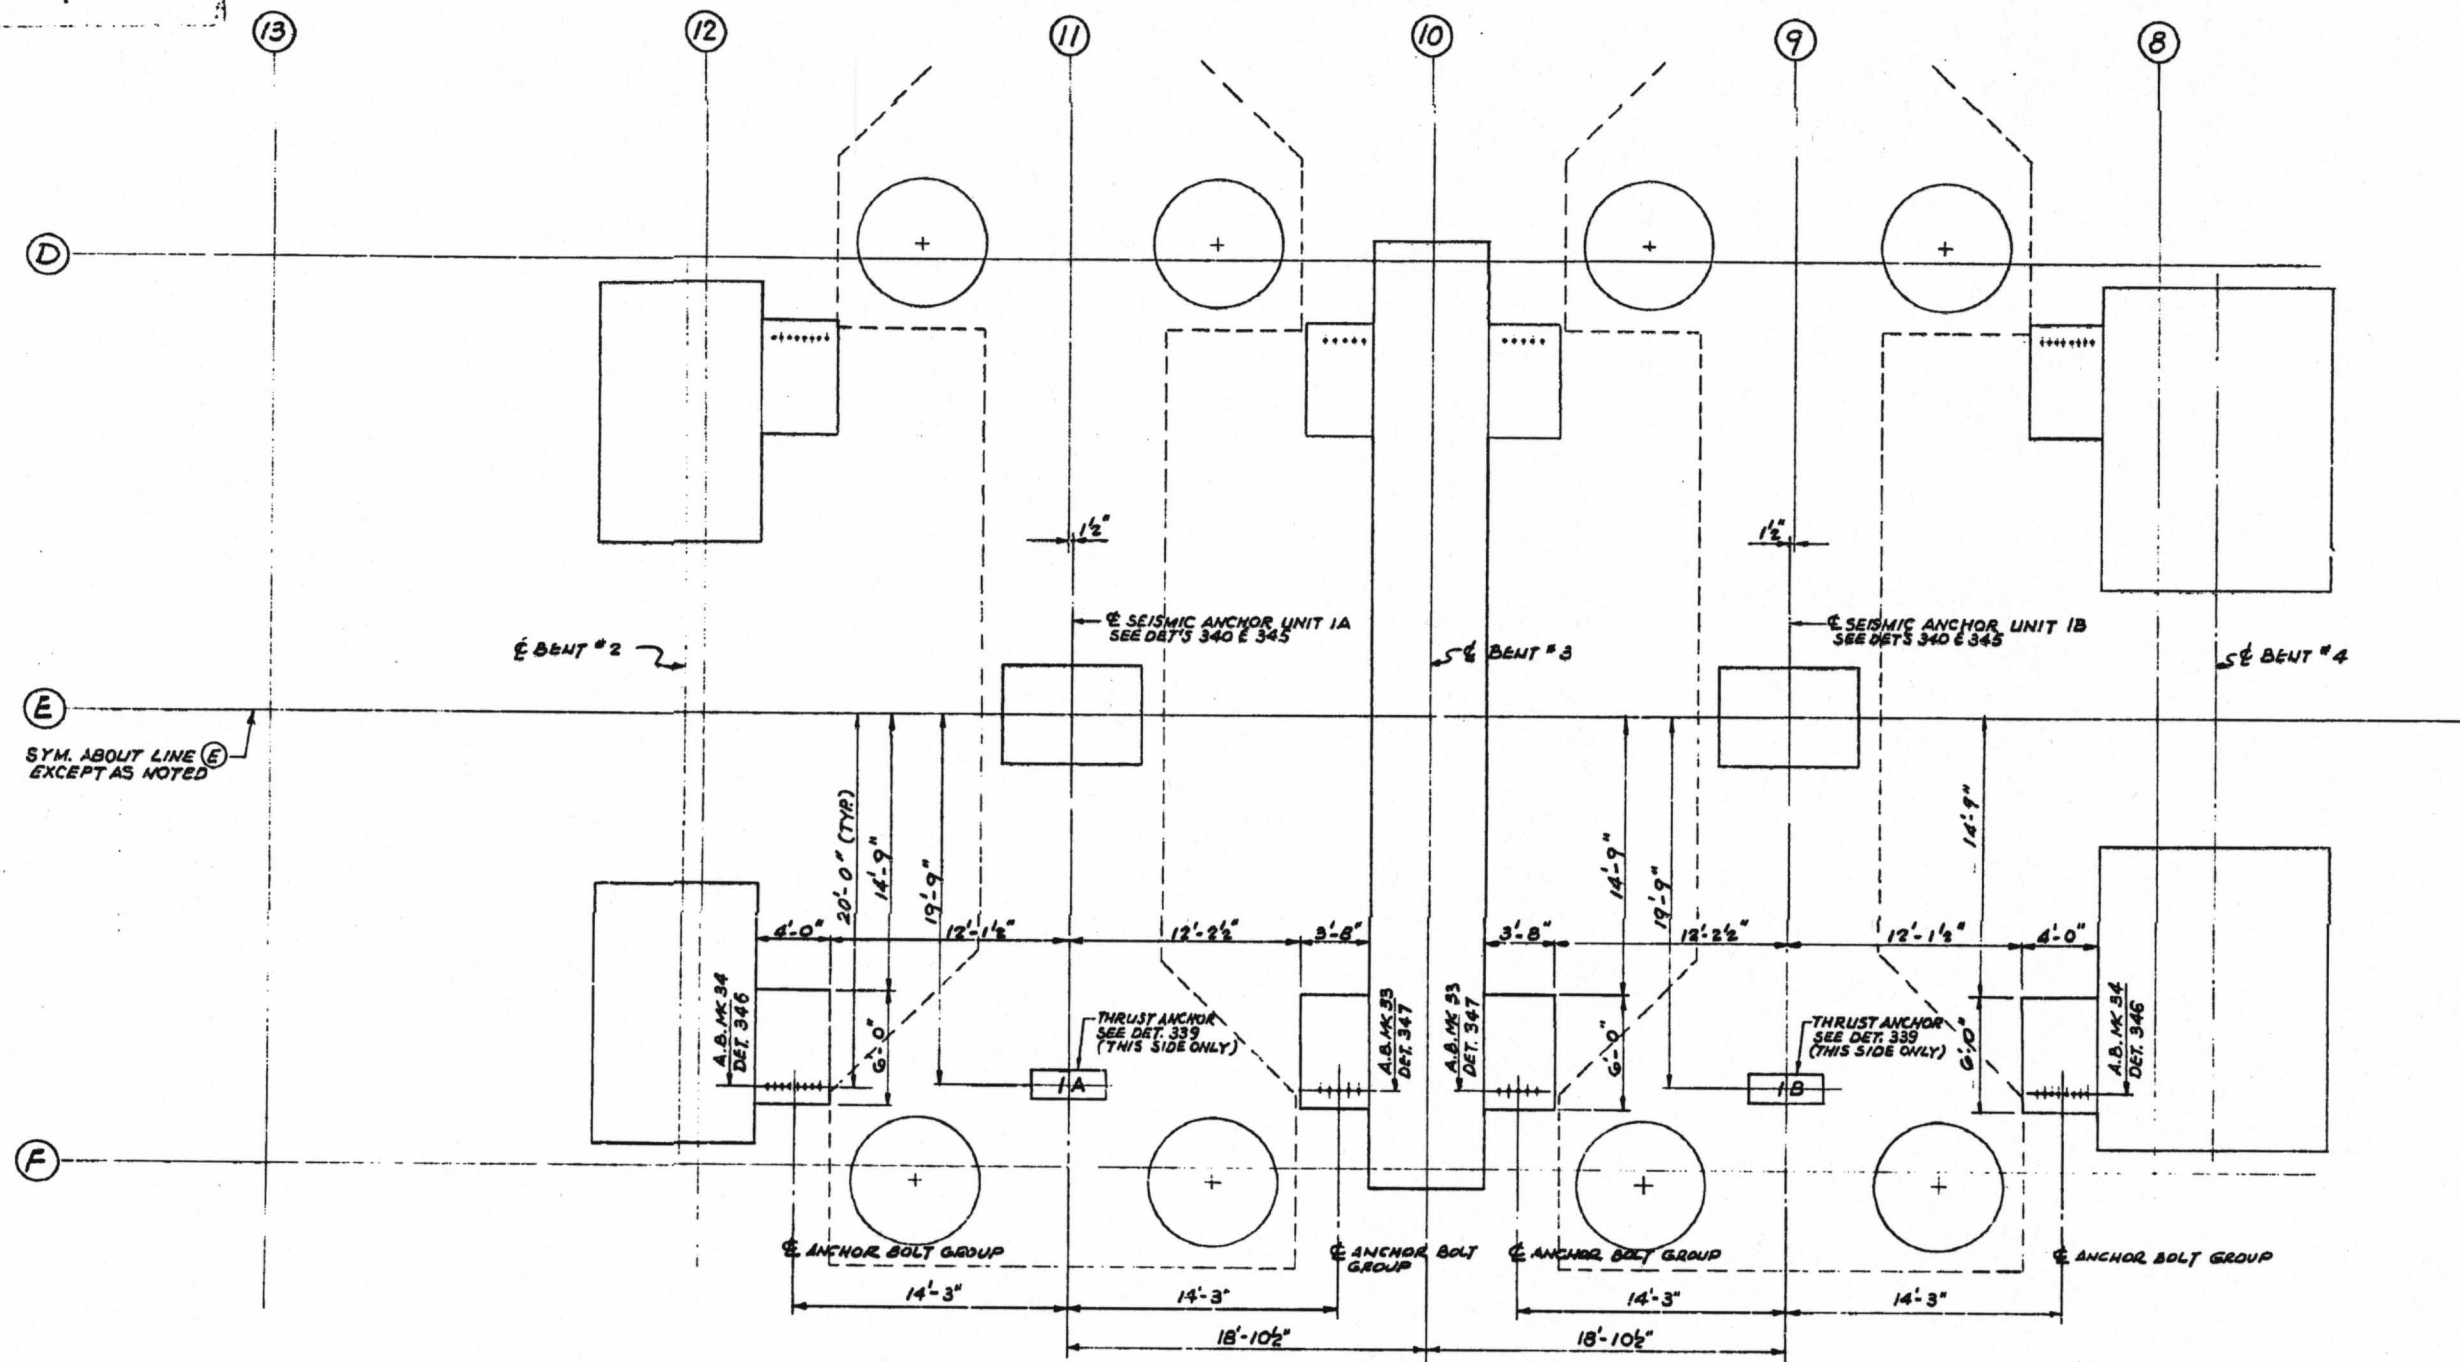 13
12
11
10
9
8
D
1½"
1½"
℄ SEISMIC ANCHOR UNIT 1A
SEE DET'S 340 & 345
℄ SEISMIC ANCHOR UNIT 1B
SEE DET'S 340 & 345
℄ BENT #2
℄ BENT #3
℄ BENT #4
E
SYM. ABOUT LINE E
EXCEPT AS NOTED
20'-0" (TYP.)
14'-9"
19'-9"
14'-9"
19'-9"
14'-9"
4'-0"
12'-1½"
12'-2½"
3'-8"
3'-8"
12'-2½"
12'-1½"
4'-0"
A.B. MK 34
DET. 346
6'-0"
THRUST ANCHOR
SEE DET. 339
(THIS SIDE ONLY)
1A
A.B. MK 33
DET. 347
A.B. MK 33
DET. 347
6'-0"
THRUST ANCHOR
SEE DET. 339
(THIS SIDE ONLY)
1B
6'-0"
A.B. MK 34
DET. 346
F
℄ ANCHOR BOLT GROUP
℄ ANCHOR BOLT
GROUP
℄ ANCHOR BOLT GROUP
℄ ANCHOR BOLT GROUP
14'-3"
14'-3"
14'-3"
14'-3"
18'-10½"
18'-10½"